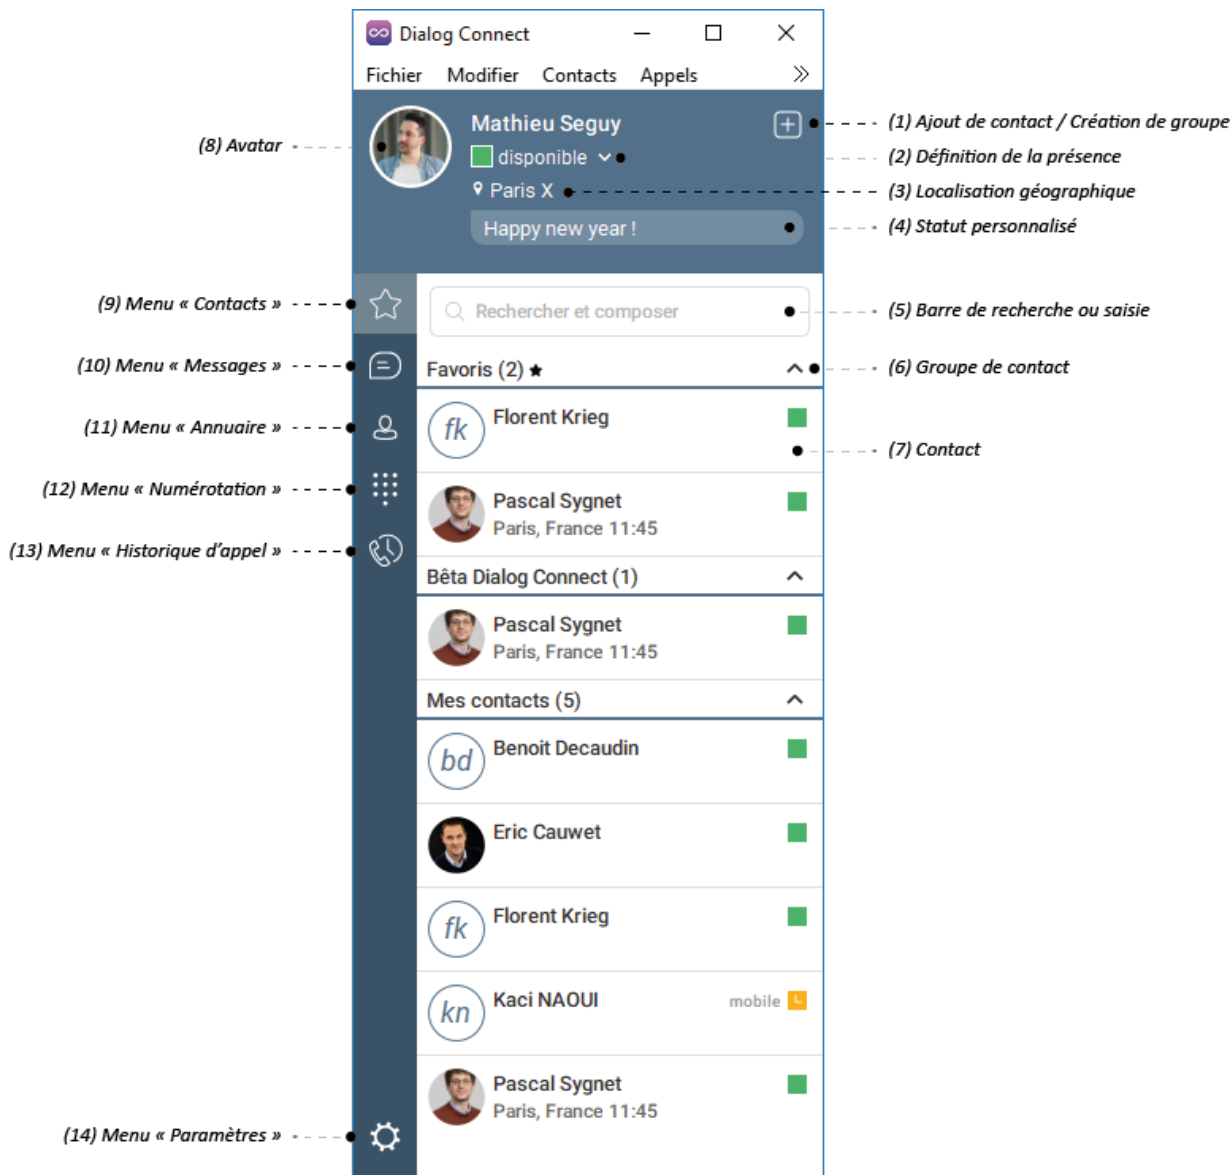 Dialog Connect
Fichier Modifier Contacts Appels
Mathieu Seguy
disponible
Paris X
Happy new year !
(1) Ajout de contact / Création de groupe
(2) Définition de la présence
(3) Localisation géographique
(4) Statut personnalisé
(8) Avatar
(9) Menu « Contacts »
(10) Menu « Messages »
(11) Menu « Annuaire »
(12) Menu « Numérotation »
(13) Menu « Historique d'appel »
(14) Menu « Paramètres »
Rechercher et composer
(5) Barre de recherche ou saisie
Favoris (2)
(6) Groupe de contact
fk
Florent Krieg
(7) Contact
Pascal Sygnet
Paris, France 11:45
Bêta Dialog Connect (1)
Pascal Sygnet
Paris, France 11:45
Mes contacts (5)
bd
Benoit Decaudin
Eric Cauwet
fk
Florent Krieg
kn
Kaci NAOUI
mobile
Pascal Sygnet
Paris, France 11:45